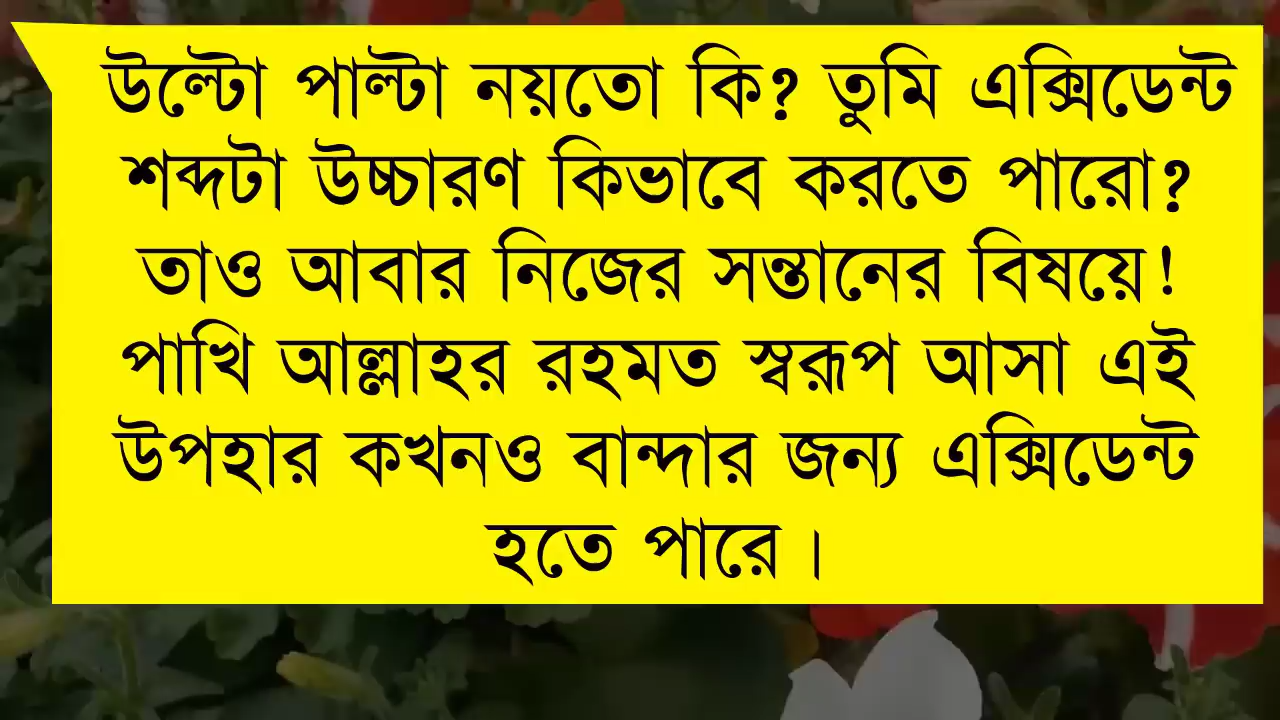 উল্টো পাল্টা নয়তো কি? তুমি এক্সিডেন্ট
শব্দটা উচ্চারণ কিভাবে করতে পারো?
তাও আবার নিজের সন্তানের বিষয়ে!
পাখি আল্লাহর রহমত স্বরূপ আসা এই
উপহার কখনও বান্দার জন্য এক্সিডেন্ট
হতে পারে।